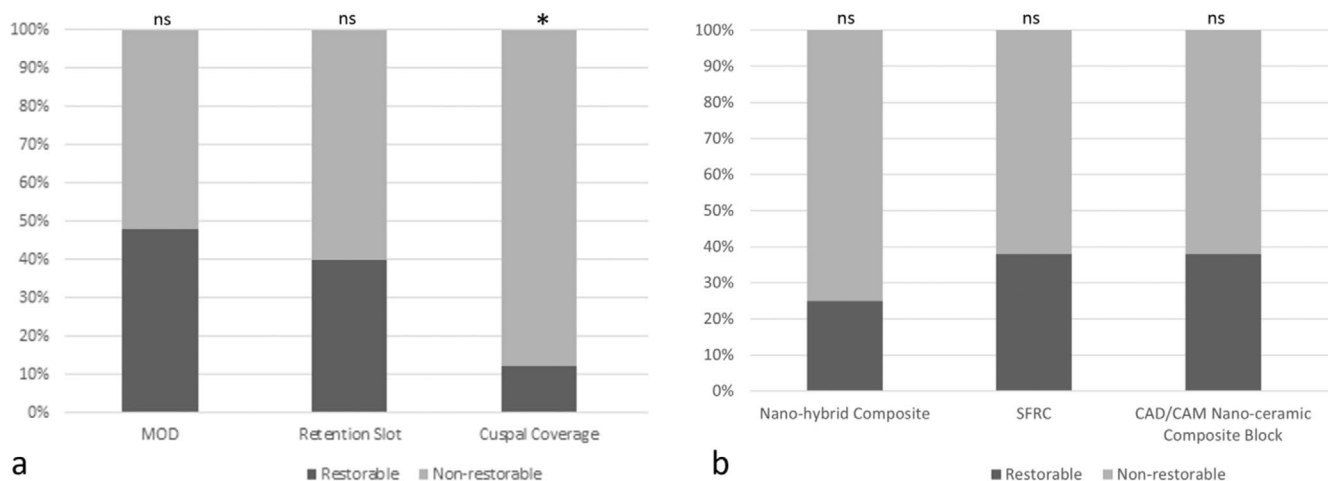 ns ns *
100%
90%
80%
70%
60%
50%
40%
30%
20%
10%
0%
MOD Retention Slot Cuspal Coverage
a
Restorable Non-restorable
ns ns ns
100%
90%
80%
70%
60%
50%
40%
30%
20%
10%
0%
Nano-hybrid Composite SFRC CAD/CAM Nano-ceramic
Composite Block
b
Restorable Non-restorable